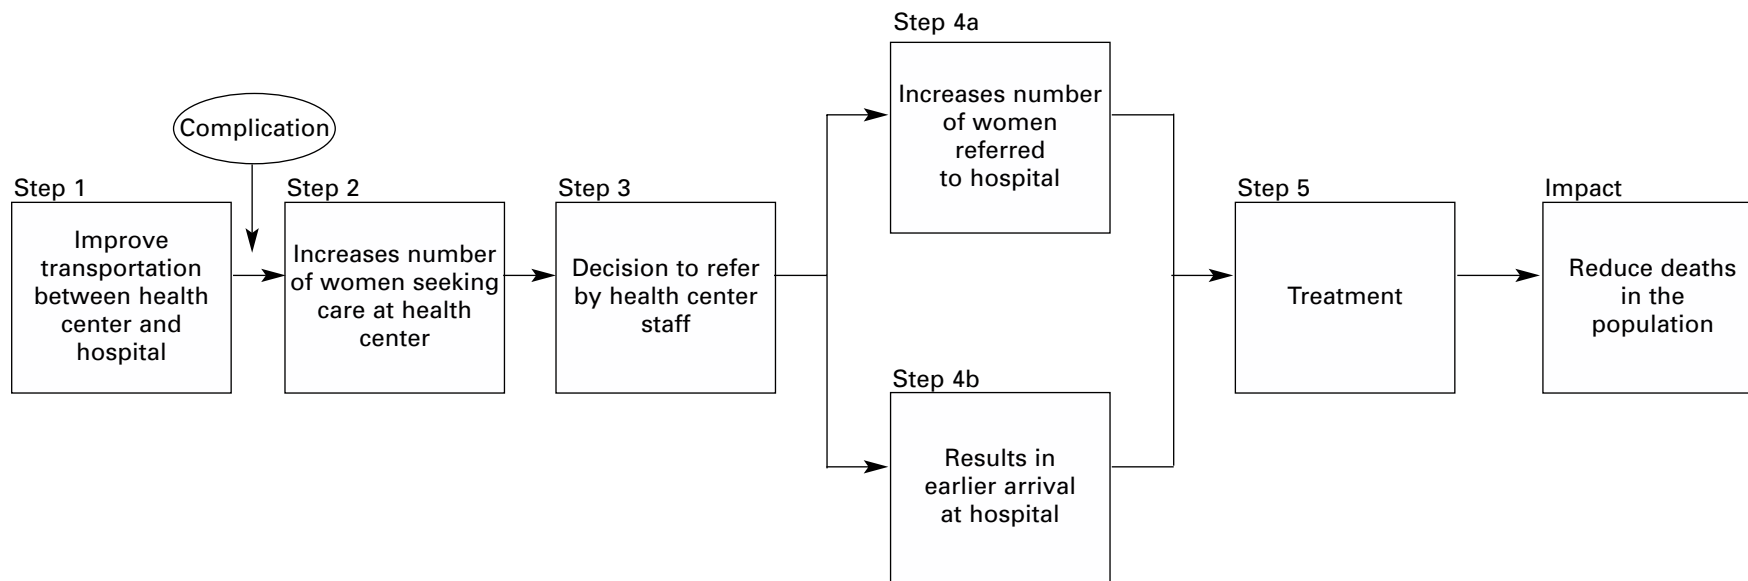 Complication
Step 1
Improve
transportation
between health
center and
hospital
Step 2
Increases number
of women seeking
care at health
center
Step 3
Decision to refer
by health center
staff
Step 4a
Increases number
of women
referred
to hospital
Step 4b
Results in
earlier arrival
at hospital
Step 5
Treatment
Impact
Reduce deaths
in the
population